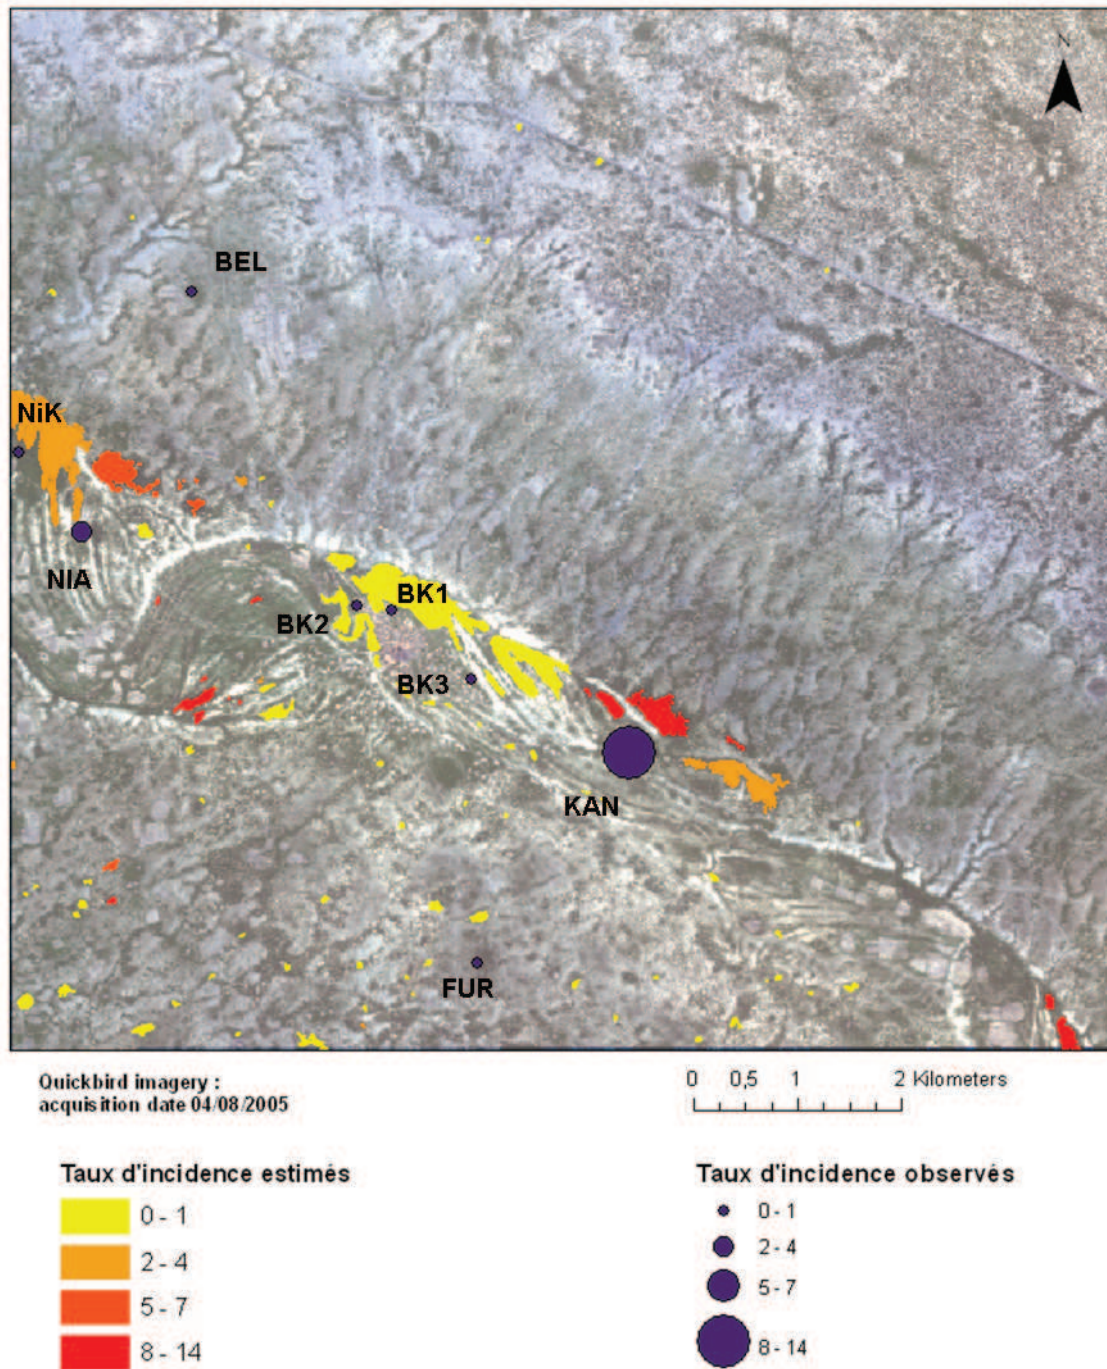 N
BEL
NiK
NIA
BK1
BK2
BK3
KAN
FUR
Quickbird imagery :
acquisition date 04/08/2005
0 0,5 1 2 Kilometers
Taux d'incidence estimés
0 - 1
2 - 4
5 - 7
8 - 14
Taux d'incidence observés
0 - 1
2 - 4
5 - 7
8 - 14